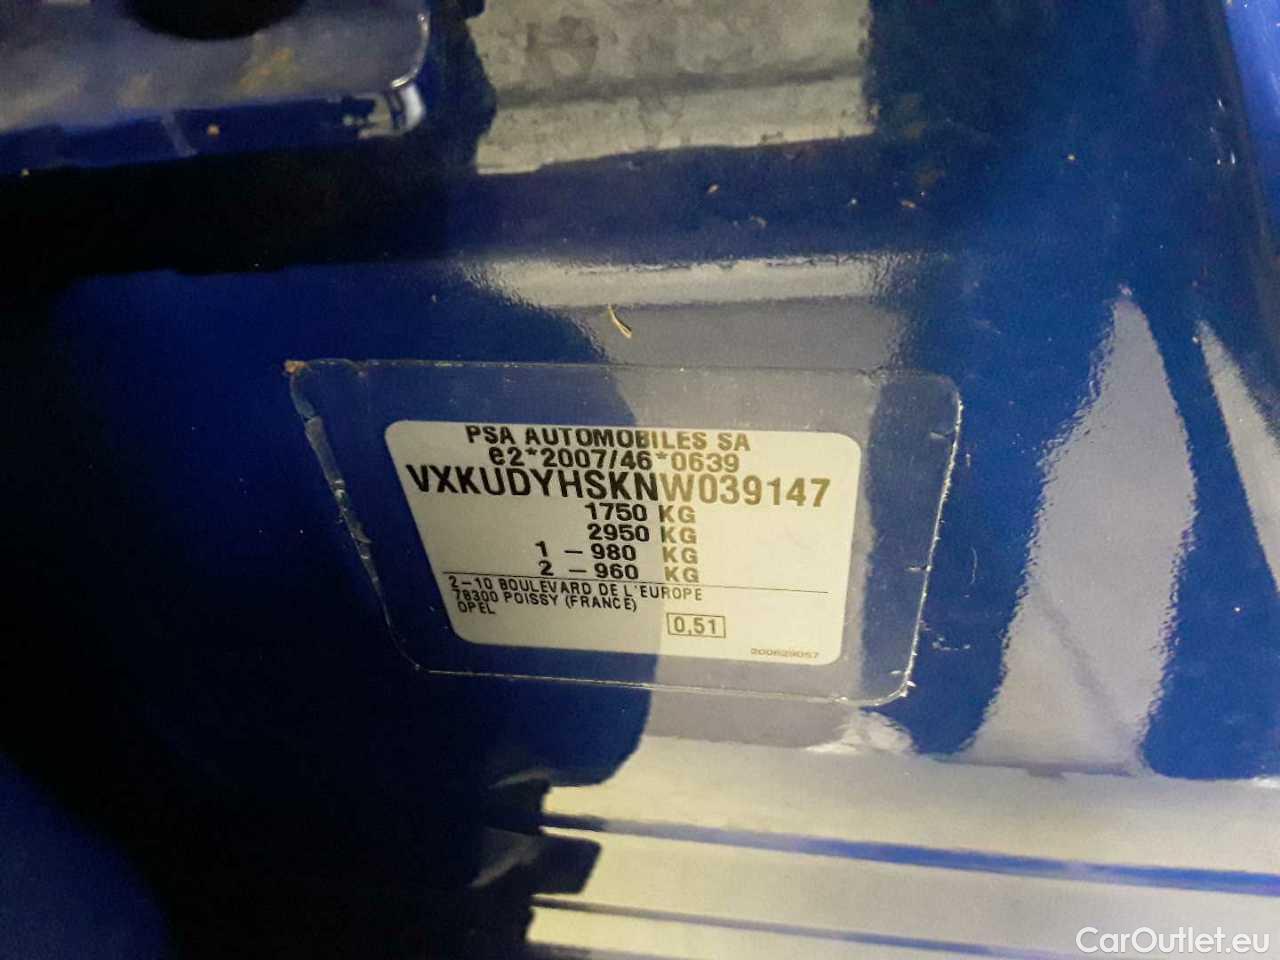 PSA AUTOMOBILES SA
e2*2007/46*0639
VXKUDYHSKNW039147
1750 KG
2950 KG
1 - 980 KG
2 - 960 KG
2-10 BOULEVARD DE L'EUROPE
78300 POISSY (FRANCE)
OPEL
0,51
200629057
CarOutlet.eu